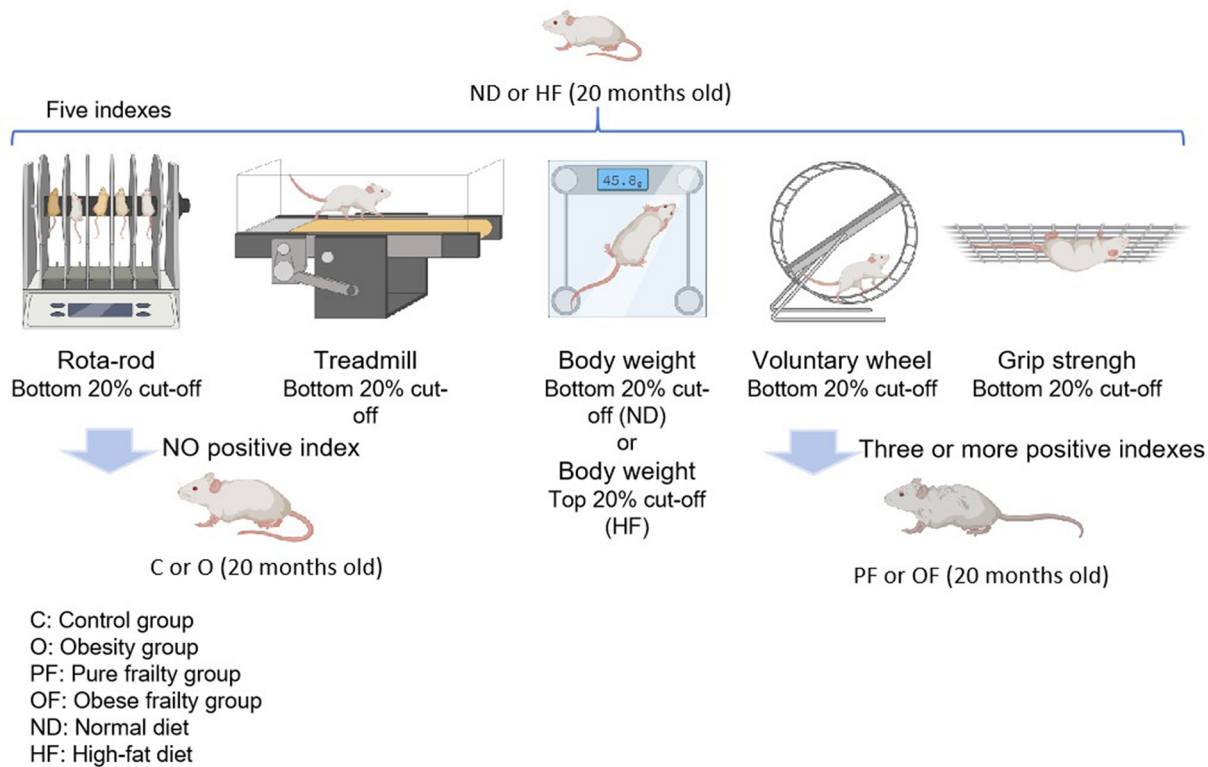 ND or HF (20 months old)
Five indexes
45.8g
Rota-rod
Bottom 20% cut-off
Treadmill
Bottom 20% cut-
off
Body weight
Bottom 20% cut-
off (ND)
or
Body weight
Top 20% cut-off
(HF)
Voluntary wheel
Bottom 20% cut-off
Grip strengh
Bottom 20% cut-off
NO positive index
C or O (20 months old)
Three or more positive indexes
PF or OF (20 months old)
C: Control group
O: Obesity group
PF: Pure frailty group
OF: Obese frailty group
ND: Normal diet
HF: High-fat diet